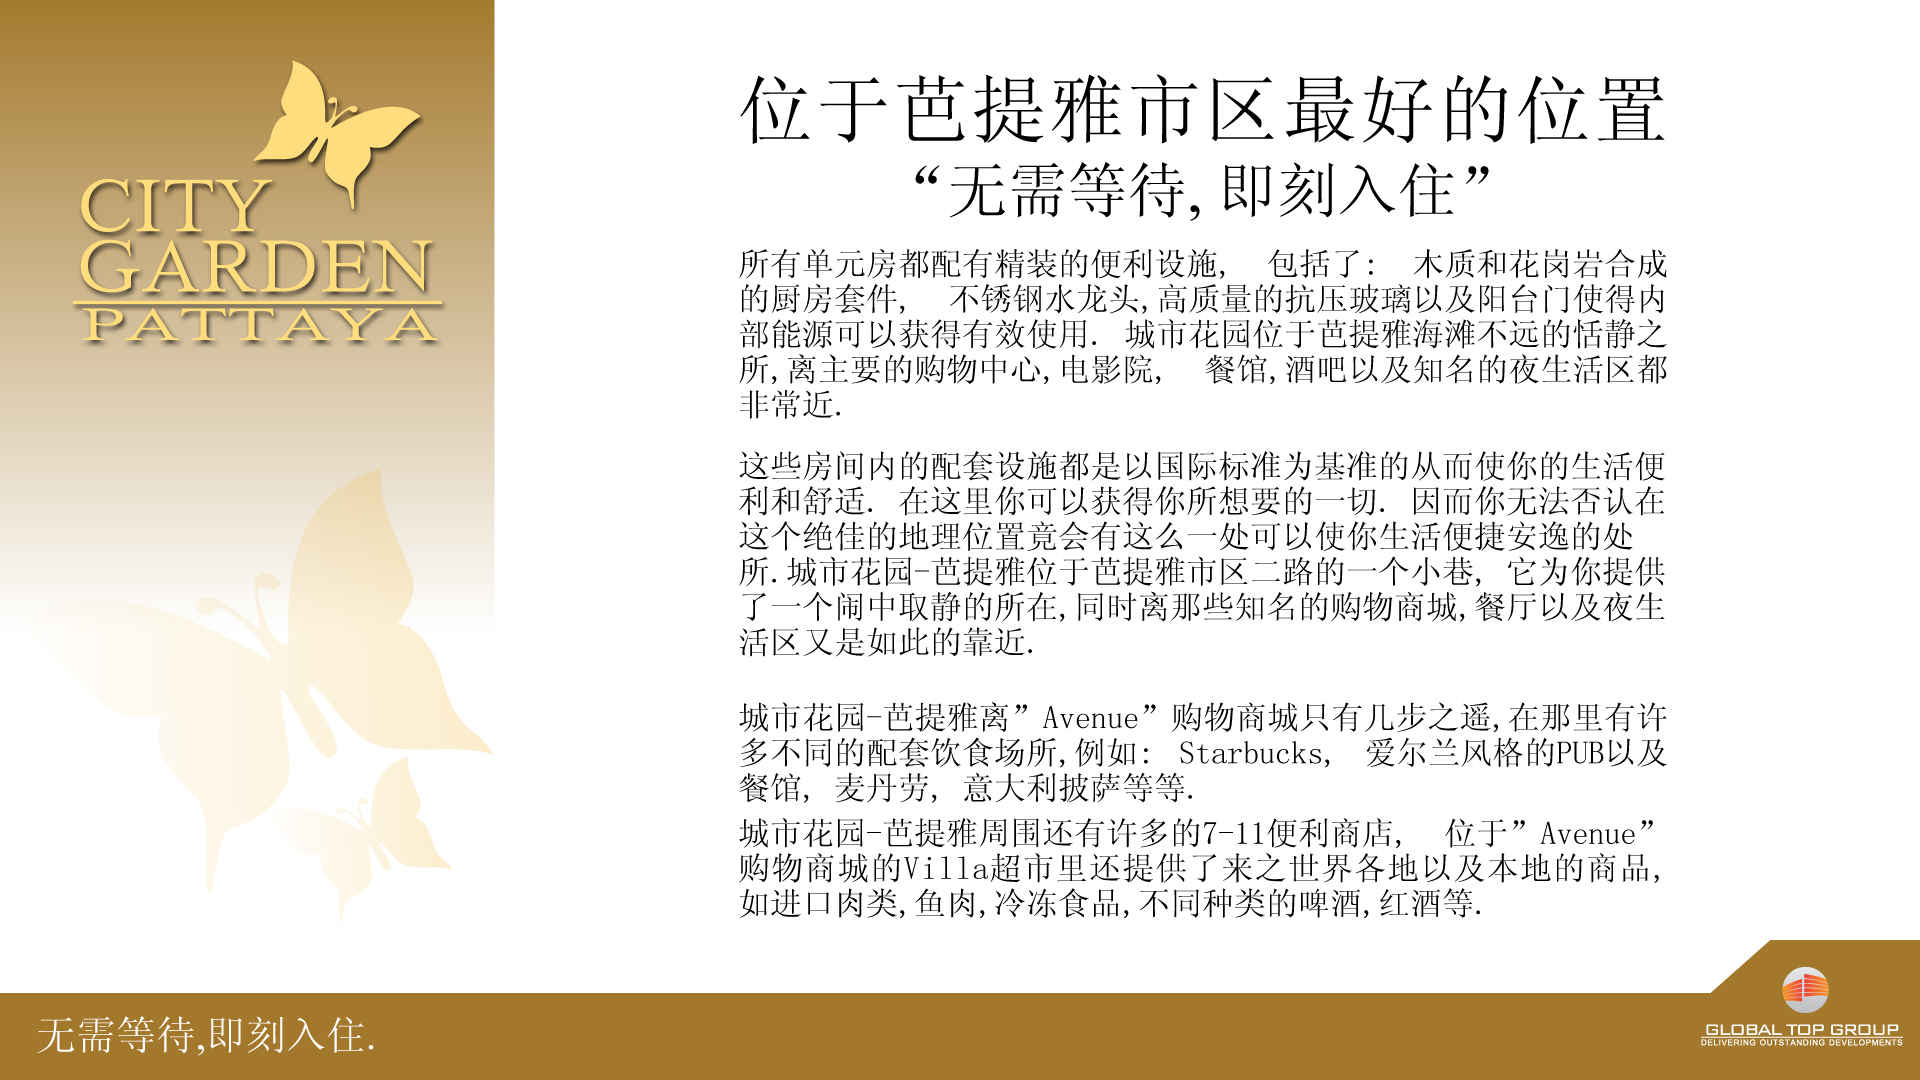 CITY
GARDEN
PATTAYA
位于芭提雅市区最好的位置
“无需等待,即刻入住”
所有单元房都配有精装的便利设施, 包括了: 木质和花岗岩合成
的厨房套件, 不锈钢水龙头,高质量的抗压玻璃以及阳台门使得内
部能源可以获得有效使用. 城市花园位于芭提雅海滩不远的恬静之
所,离主要的购物中心,电影院, 餐馆,酒吧以及知名的夜生活区都
非常近.
这些房间内的配套设施都是以国际标准为基准的从而使你的生活便
利和舒适. 在这里你可以获得你所想要的一切. 因而你无法否认在
这个绝佳的地理位置竟会有这么一处可以使你生活便捷安逸的处
所.城市花园-芭提雅位于芭提雅市区二路的一个小巷, 它为你提供
了一个闹中取静的所在,同时离那些知名的购物商城,餐厅以及夜生
活区又是如此的靠近.
城市花园-芭提雅离”Avenue”购物商城只有几步之遥,在那里有许
多不同的配套饮食场所,例如: Starbucks, 爱尔兰风格的PUB以及
餐馆, 麦丹劳, 意大利披萨等等.
城市花园-芭提雅周围还有许多的7-11便利商店, 位于”Avenue”
购物商城的Villa超市里还提供了来之世界各地以及本地的商品,
如进口肉类,鱼肉,冷冻食品,不同种类的啤酒,红酒等.
无需等待,即刻入住.
GLOBAL TOP GROUP
DELIVERING OUTSTANDING DEVELOPMENTS